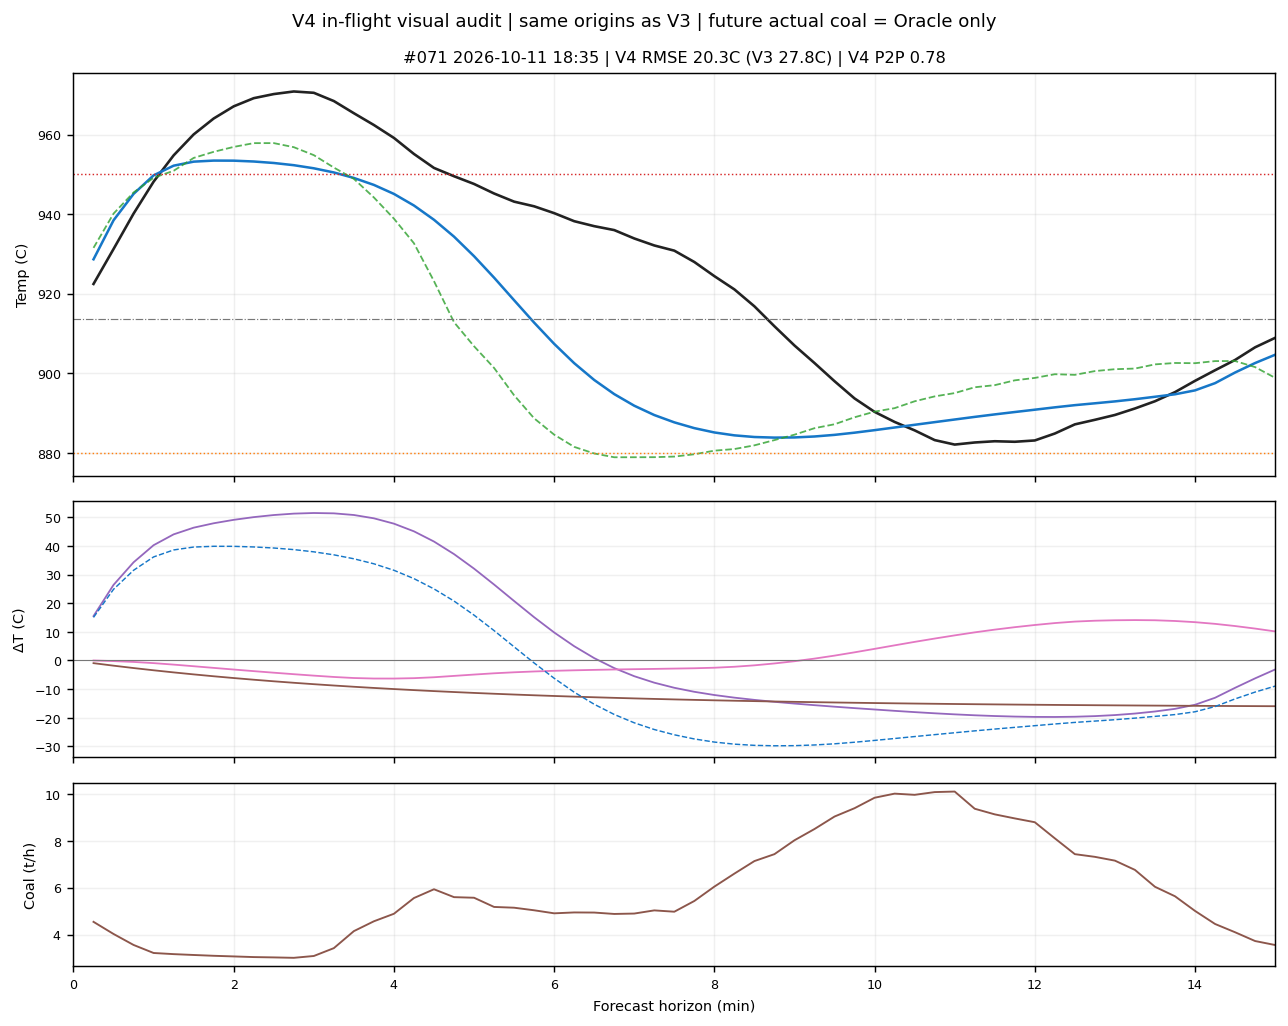 V4 in-flight visual audit | same origins as V3 | future actual coal = Oracle only
#071 2026-10-11 18:35 | V4 RMSE 20.3C (V3 27.8C) | V4 P2P 0.78
Temp (C)
960
940
920
900
880
ΔT (C)
50
40
30
20
10
0
−10
−20
−30
Coal (t/h)
10
8
6
4
0 2 4 6 8 10 12 14
Forecast horizon (min)